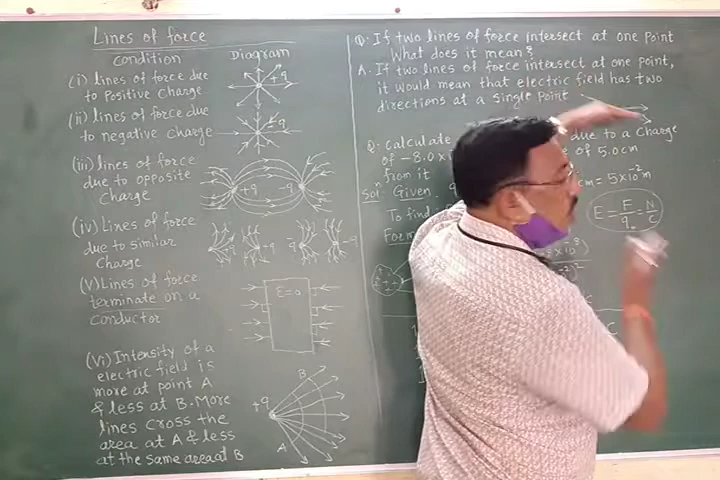 Lines of force
Condition Diagram
(i) lines of force due
to Positive Charge
+q
(ii) lines of force due
to negative Charge
-q
(iii) lines of force
due to opposite
Charge
+q -q
(iv) Lines of force
due to similar
Charge
+q -q -q
(v) Lines of force
terminate on a
conductor
E=0
(vi) Intensity of a
electric field is
more at point A
& less at B. More
lines cross the
area at A & less
at the same area at B
B
+q
A
Q: If two lines of force intersect at one point
What does it mean?
A. If two lines of force intersect at one point,
it would mean that electric field has two
directions at a single point
Q: Calculate due to a charge
of -8.0 of 5.0cm
from it
Soln Given: cm = 5×10⁻²m
To find:
E = F/q₀ = N/C